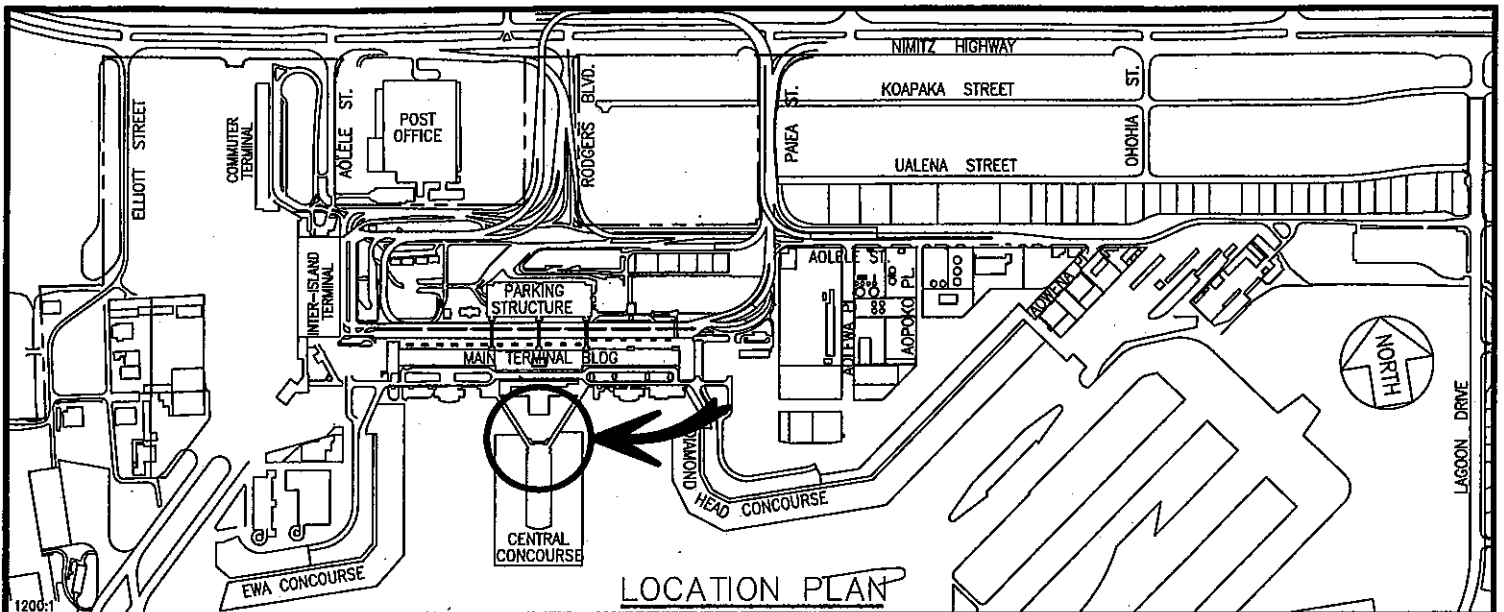 NIMITZ HIGHWAY
KOAPAKA STREET
UALENA STREET
ELLIOTT STREET
COMMUTER
TERMINAL
AOLELE ST.
POST
OFFICE
RODGERS BLVD.
PAIEA ST.
OHOHIA ST.
INTER-ISLAND
TERMINAL
PARKING
STRUCTURE
MAIN TERMINAL BLDG
AOLELE ST.
AOLEWA PL
AOPOKO PL.
AOWENA PL
NORTH
LAGOON DRIVE
DIAMOND
HEAD CONCOURSE
CENTRAL
CONCOURSE
EWA CONCOURSE
LOCATION PLAN
1200:1